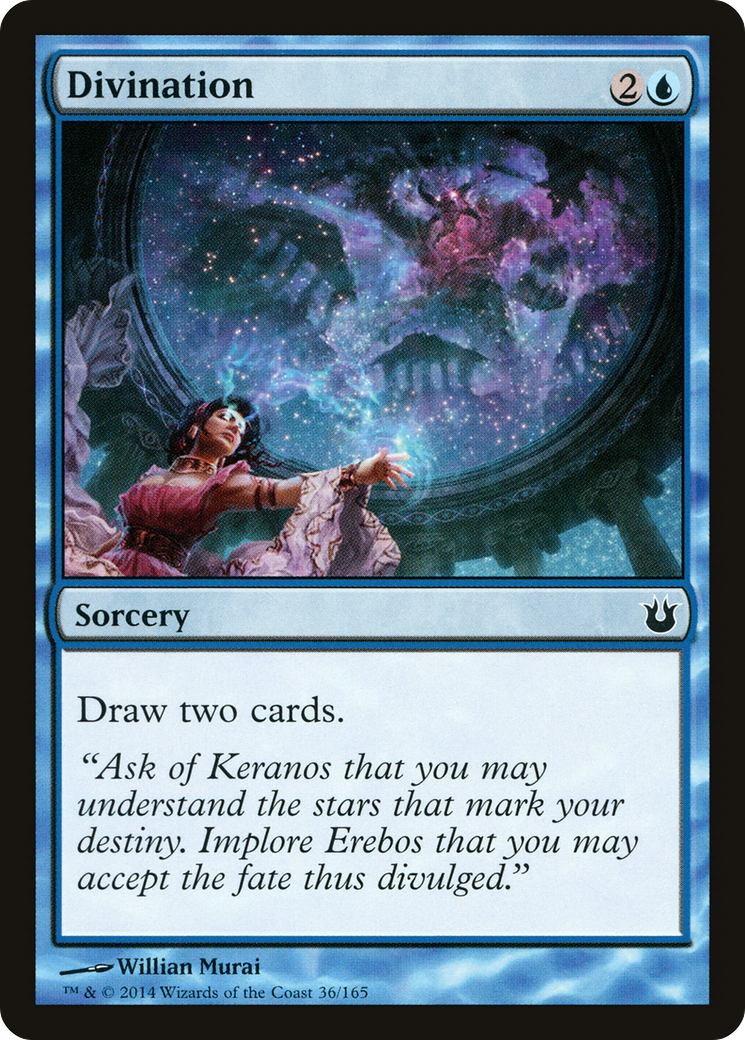 Divination 2
Sorcery
Draw two cards.
“Ask of Keranos that you may
understand the stars that mark your
destiny. Implore Erebos that you may
accept the fate thus divulged.”
Willian Murai
™ & © 2014 Wizards of the Coast 36/165